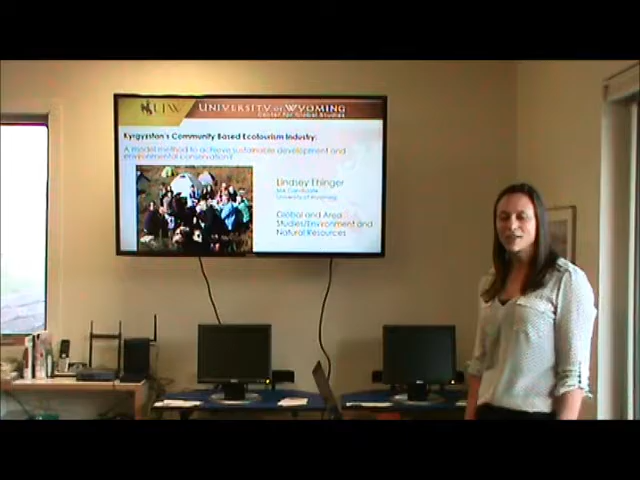 UW UNIVERSITY OF WYOMING
Center for Global Studies
Kyrgyzstan's Community Based Ecotourism Industry:
A model method to achieve sustainable development and
environmental conservation?
Lindsey Ehinger
MA Candidate
University of Wyoming
Global and Area
Studies/Environment and
Natural Resources